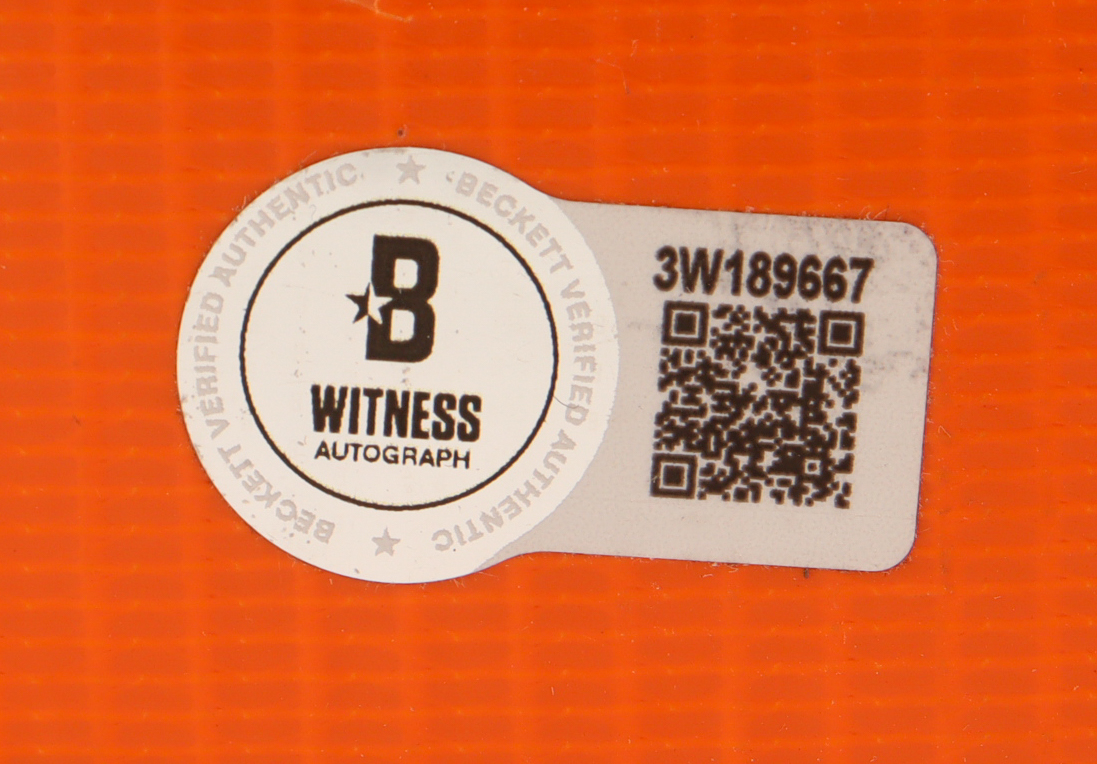 BECKETT VERIFIED AUTHENTIC
BECKETT VERIFIED AUTHENTIC
B
WITNESS
AUTOGRAPH
3W189667